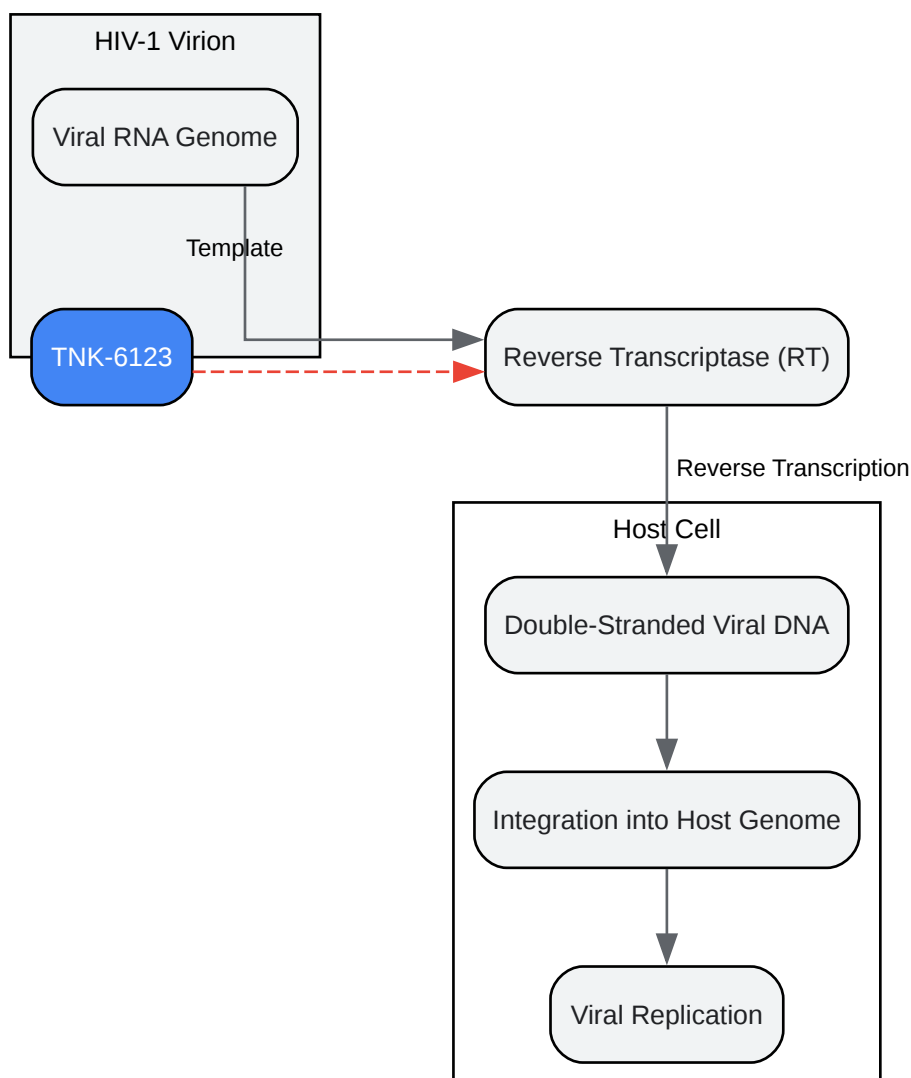 HIV-1 Virion
Viral RNA Genome
Template
TNK-6123
Reverse Transcriptase (RT)
Reverse Transcription
Host Cell
Double-Stranded Viral DNA
Integration into Host Genome
Viral Replication